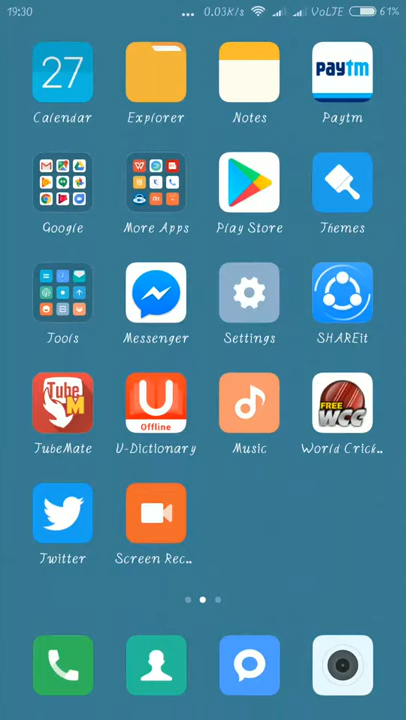 19:30 ... 0.03K/s VoLTE 61%
27 paytm
Calendar Explorer Notes Paytm
Google More Apps Play Store Themes
Tools Messenger Settings SHAREit
Tube M U Offline FREE WCC
TubeMate U-Dictionary Music World Crick..
Twitter Screen Rec..